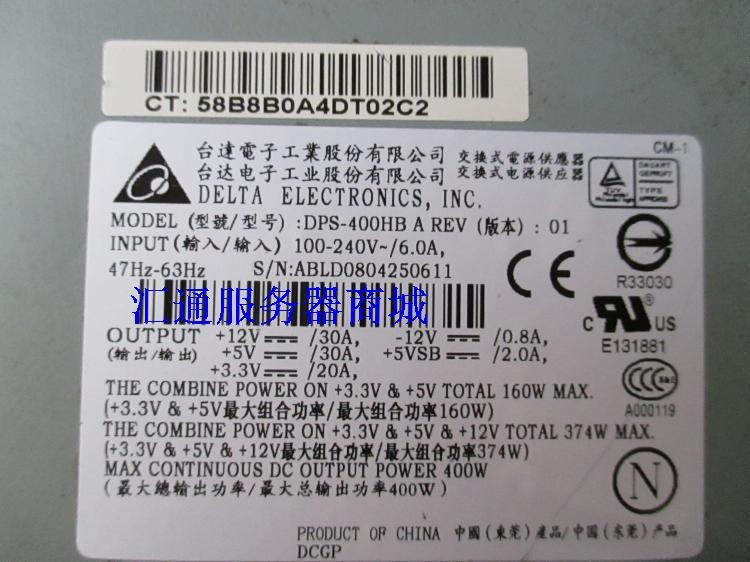 CT: 58B8B0A4DT02C2
CM-1
台達電子工業股份有限公司 交換式電源供應器
台达电子工业股份有限公司 交换式电源供应器
DELTA ELECTRONICS, INC.
MODEL (型號/型号) :DPS-400HB A REV (版本) : 01
INPUT (輸入/输入) 100-240V~/6.0A,
47Hz-63Hz S/N:ABLD0804250611
R33030
汇通服务器商城
OUTPUT +12V /30A, -12V /0.8A,
(輸出/输出) +5V /30A, +5VSB /2.0A,
+3.3V /20A,
C UR ® US
E131881
THE COMBINE POWER ON +3.3V & +5V TOTAL 160W MAX.
(+3.3V & +5V最大组合功率/最大组合功率160W)
CCC S&E
A000119
THE COMBINE POWER ON +3.3V & +5V & +12V TOTAL 374W MAX.
(+3.3V & +5V & +12V最大组合功率/最大组合功率374W)
MAX CONTINUOUS DC OUTPUT POWER 400W
(最大總輸出功率/最大总输出功率400W)
N
PRODUCT OF CHINA 中國 (東莞) 產品/中国 (东莞) 产品
DCGP